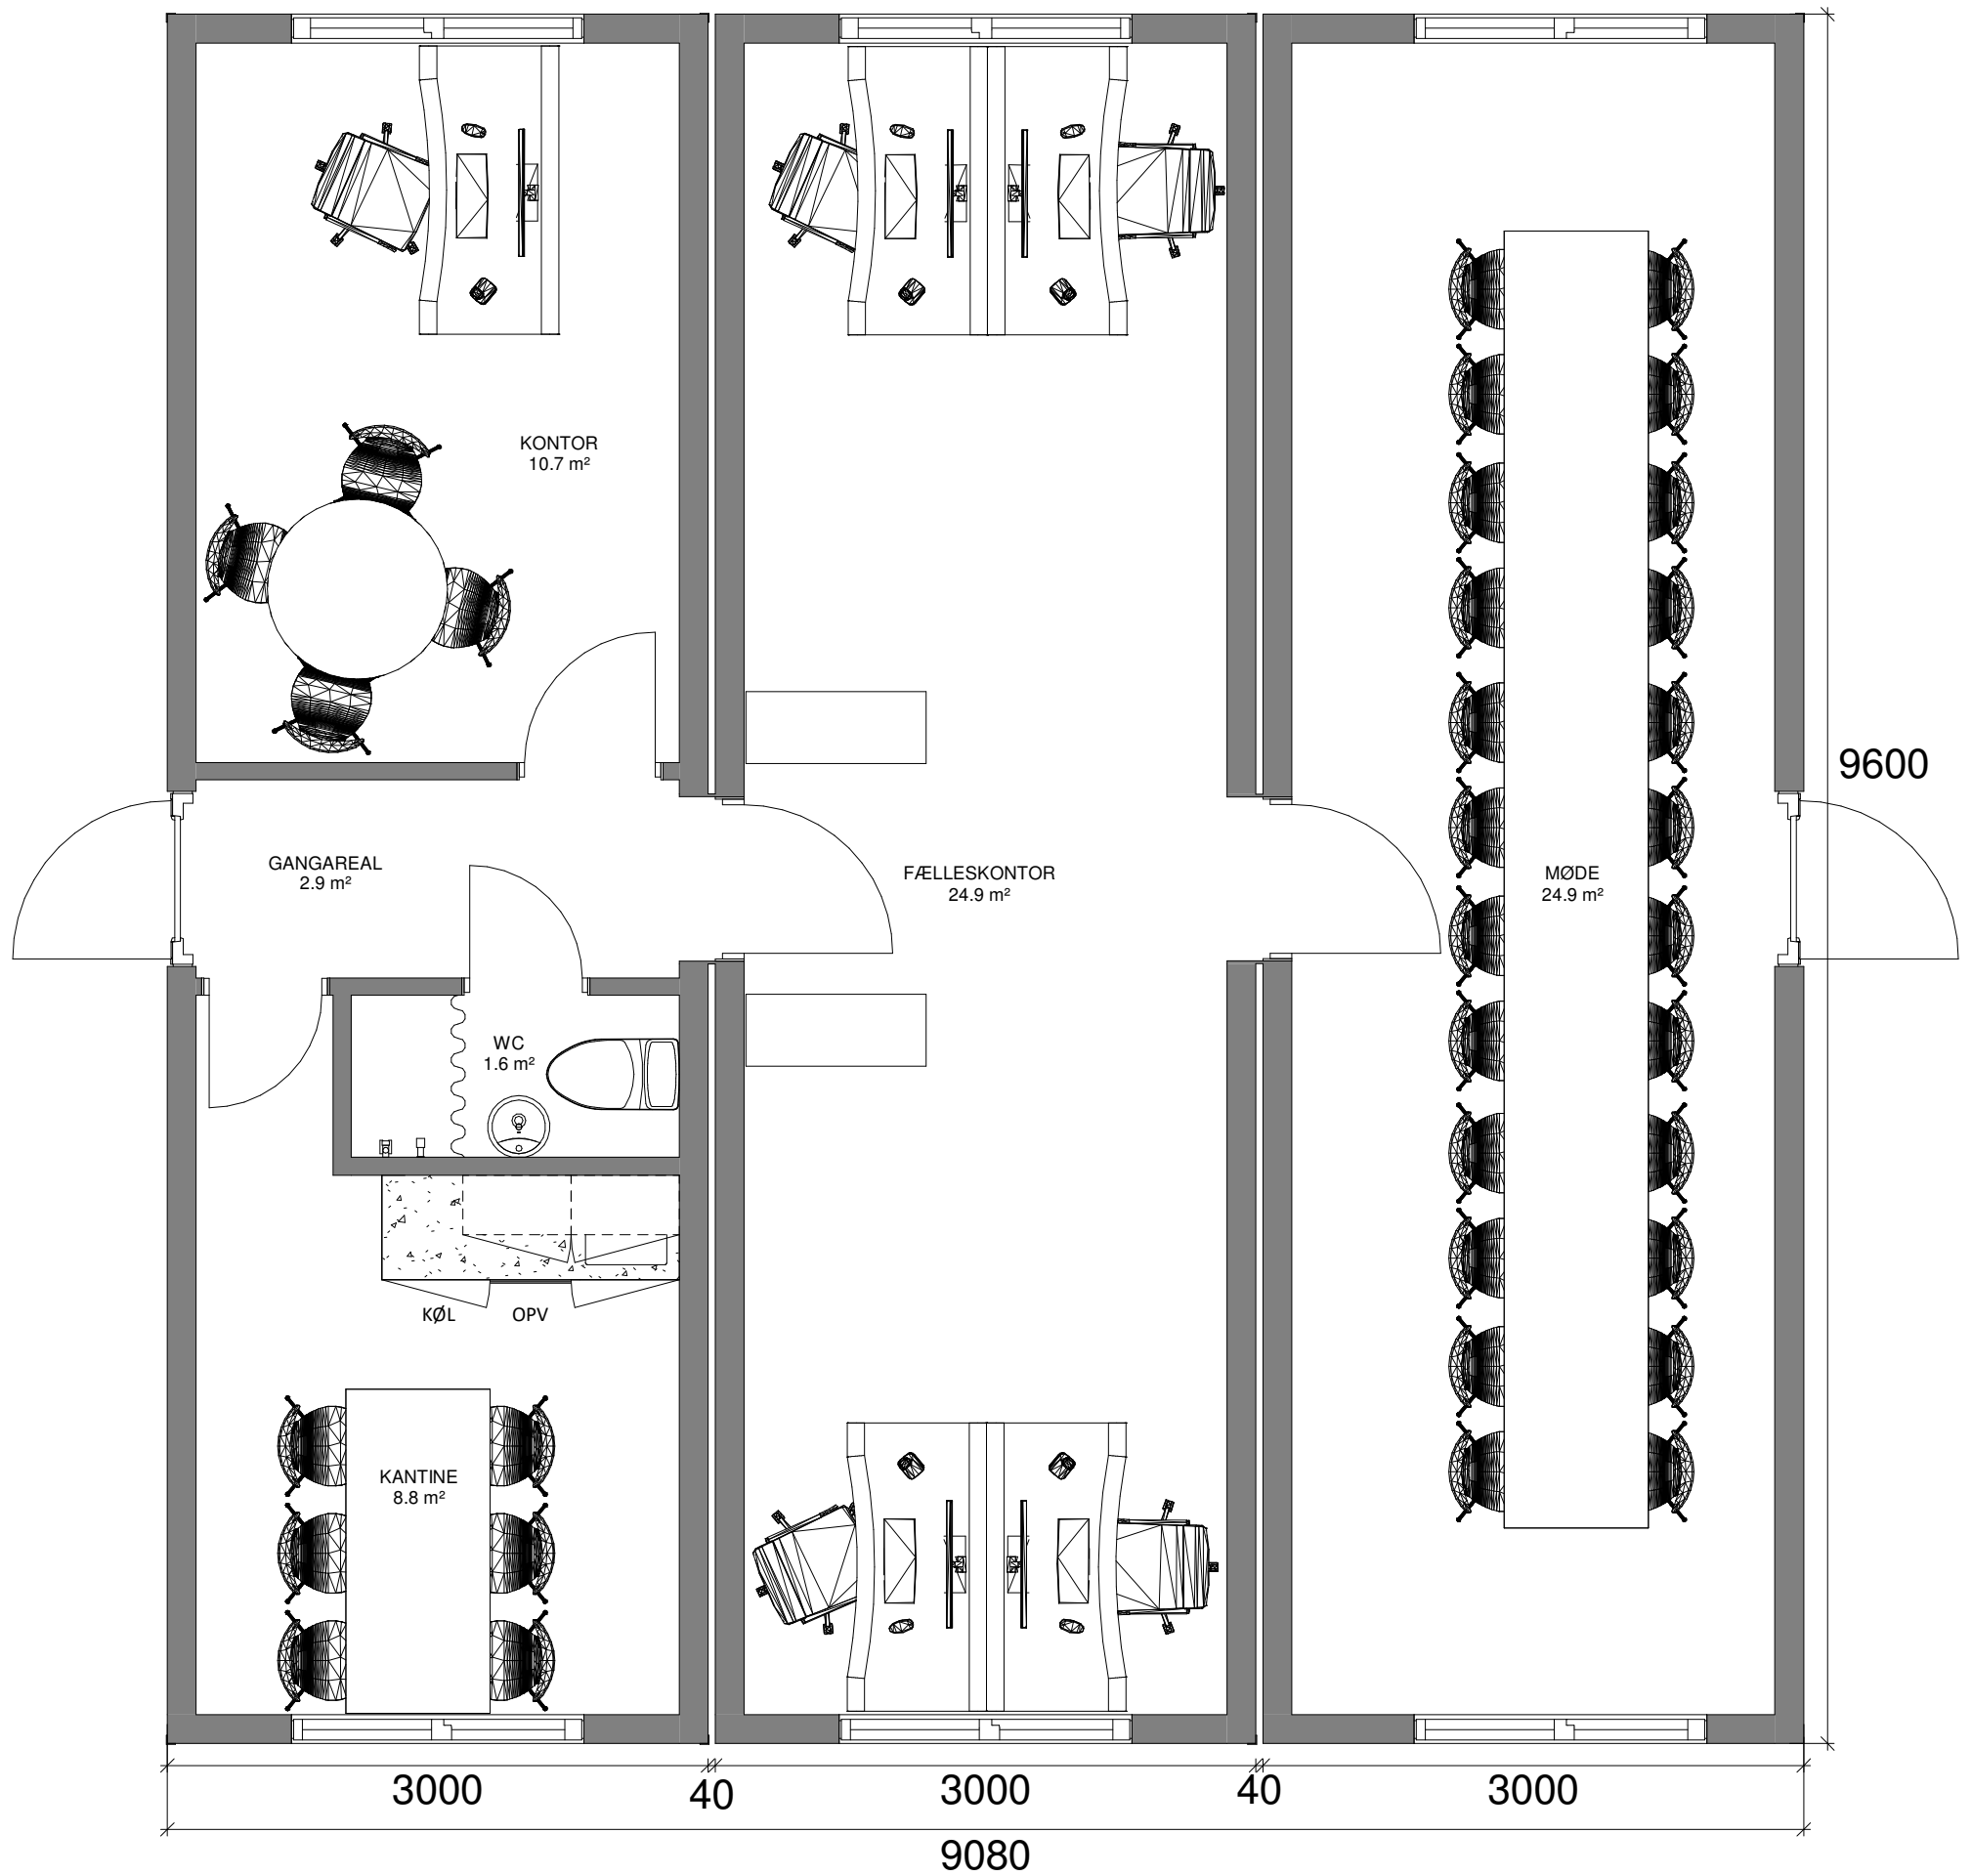 KONTOR
10.7 m²
9600
GANGAREAL
2.9 m²
FÆLLESKONTOR
24.9 m²
MØDE
24.9 m²
WC
1.6 m²
KØL
OPV
KANTINE
8.8 m²
3000
40
3000
40
3000
9080